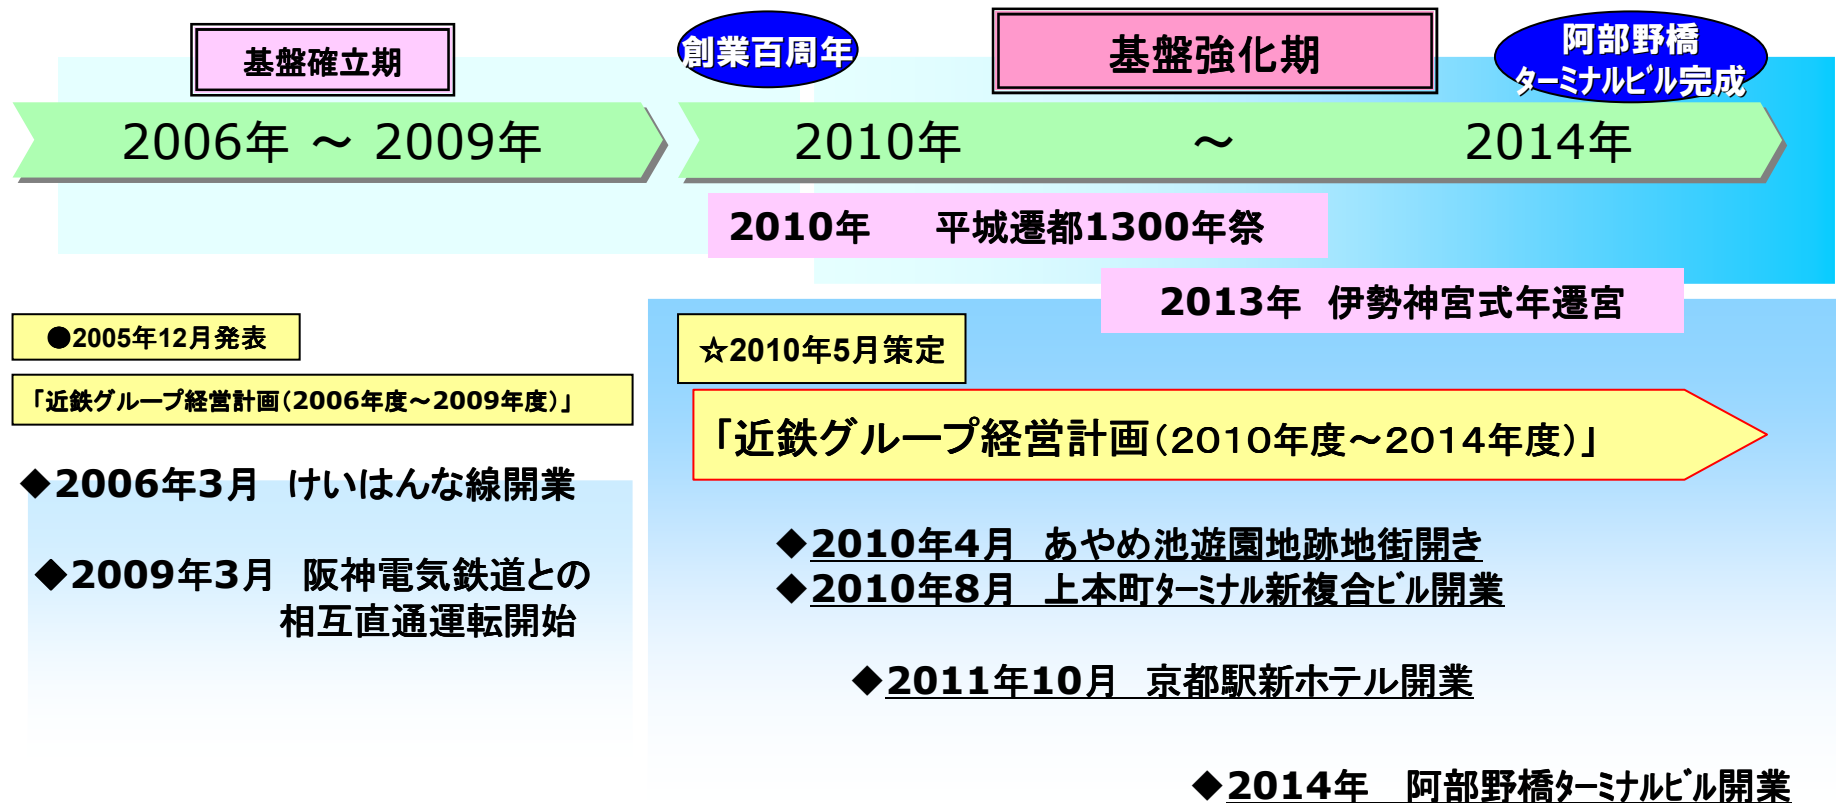 基盤確立期
創業百周年
基盤強化期
阿部野橋
ﾀｰﾐﾅﾙﾋﾞﾙ完成
2006年 ～ 2009年
2010年 ～ 2014年
2010年 平城遷都1300年祭
2013年 伊勢神宮式年遷宮
●2005年12月発表
「近鉄グループ経営計画（2006年度～2009年度）」
◆2006年3月 けいはんな線開業
◆2009年3月 阪神電気鉄道との
相互直通運転開始
☆2010年5月策定
「近鉄グループ経営計画（２０１０年度～２０１４年度）」
◆2010年4月 あやめ池遊園地跡地街開き
◆2010年8月 上本町ﾀｰﾐﾅﾙ新複合ﾋﾞﾙ開業
◆2011年10月 京都駅新ホテル開業
◆2014年 阿部野橋ﾀｰﾐﾅﾙﾋﾞﾙ開業